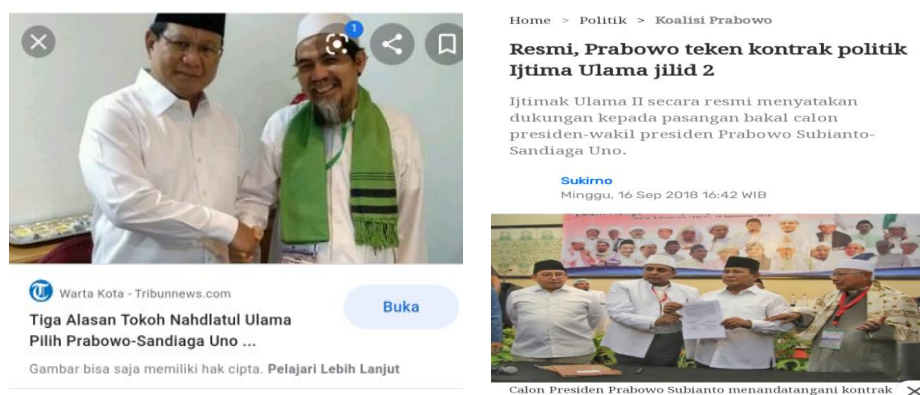 1
Warta Kota - Tribunnews.com
Tiga Alasan Tokoh Nahdlatul Ulama
Pilih Prabowo-Sandiaga Uno ...
Buka
Gambar bisa saja memiliki hak cipta. Pelajari Lebih Lanjut
Home > Politik > Koalisi Prabowo
Resmi, Prabowo teken kontrak politik
Ijtima Ulama jilid 2
Ijtimak Ulama II secara resmi menyatakan
dukungan kepada pasangan bakal calon
presiden-wakil presiden Prabowo Subianto-
Sandiaga Uno.
Sukirno
Minggu, 16 Sep 2018 16:42 WIB
Calon Presiden Prabowo Subianto menandatangani kontrak